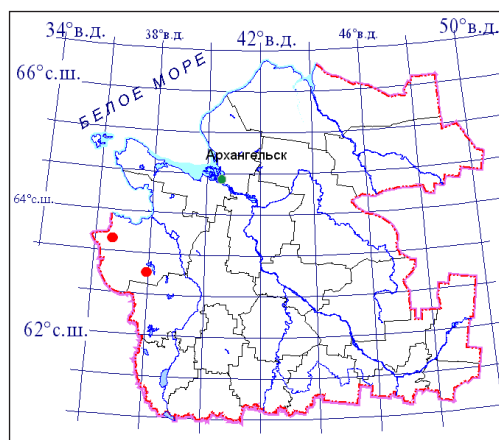 34°в.д.
38°в.д.
42°в.д.
46°в.д.
50°в.д.
66°с.ш.
БЕЛОЕ МОРЕ
Архангельск
64°с.ш.
62°с.ш.